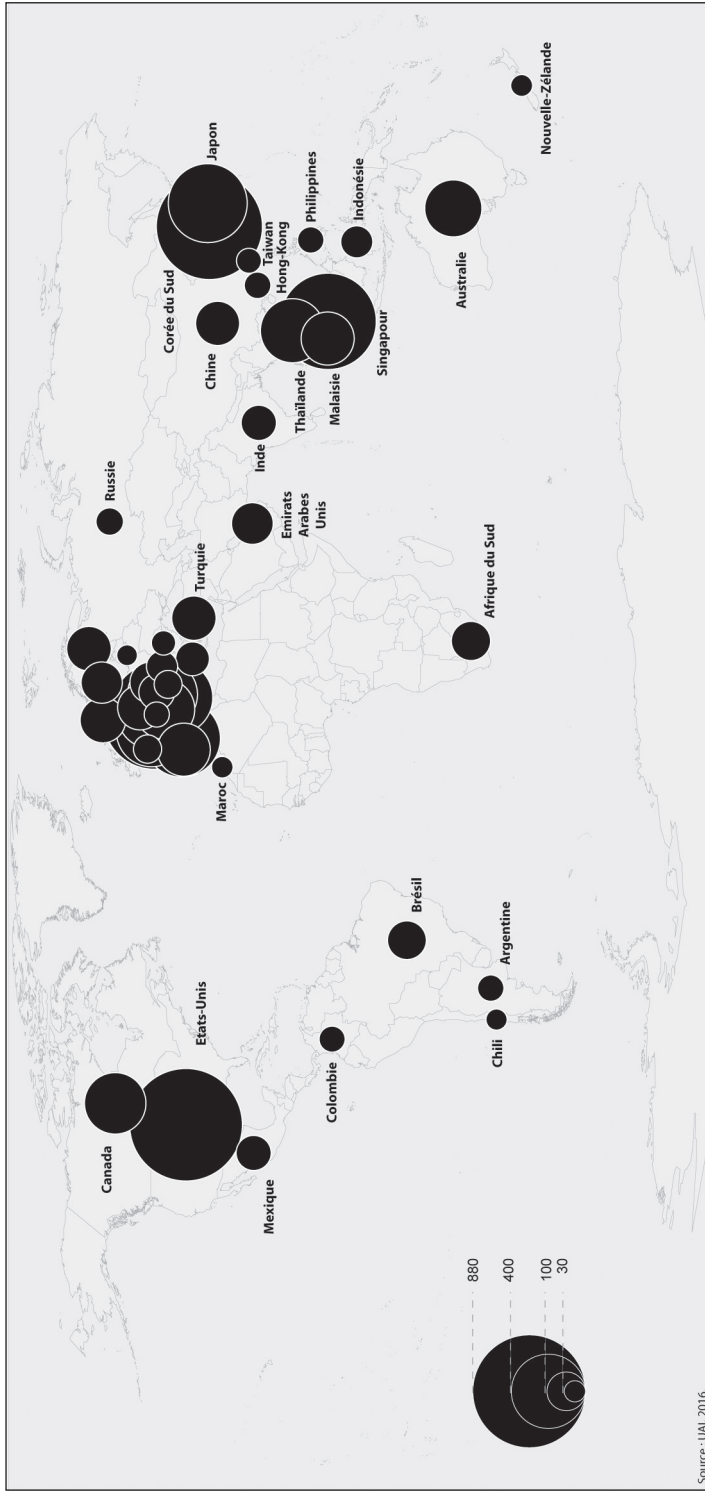 Canada
Etats-Unis
Mexique
Colombie
Brésil
Argentine
Chili
Maroc
Turquie
Russie
Emirats
Arabes
Unis
Inde
Chine
Corée du Sud
Japon
Taiwan
Hong-Kong
Philippines
Thaïlande
Malaisie
Singapour
Indonésie
Australie
Nouvelle-Zélande
Afrique du Sud
880
400
100
30
Source : UAI, 2016